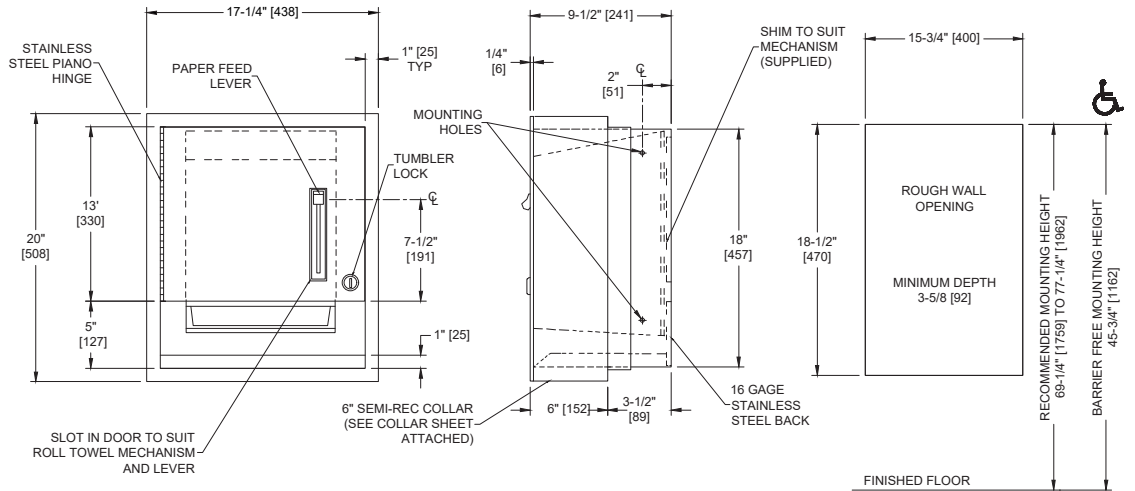 17-1/4" [438]
STAINLESS
STEEL PIANO
HINGE
PAPER FEED
LEVER
1" [25]
TYP
TUMBLER
LOCK
13'
[330]
20"
[508]
7-1/2"
[191]
5"
[127]
1" [25]
SLOT IN DOOR TO SUIT
ROLL TOWEL MECHANISM
AND LEVER
9-1/2" [241]
1/4"
[6]
2"
[51]
SHIM TO SUIT
MECHANISM
(SUPPLIED)
MOUNTING
HOLES
18"
[457]
6" SEMI-REC COLLAR
(SEE COLLAR SHEET
ATTACHED)
6" [152]
3-1/2"
[89]
16 GAGE
STAINLESS
STEEL BACK
15-3/4" [400]
ROUGH WALL
OPENING
18-1/2"
[470]
MINIMUM DEPTH
3-5/8 [92]
RECOMMENDED MOUNTING HEIGHT
69-1/4" [1759] TO 77-1/4" [1962]
BARRIER FREE MOUNTING HEIGHT
45-3/4" [1162]
FINISHED FLOOR